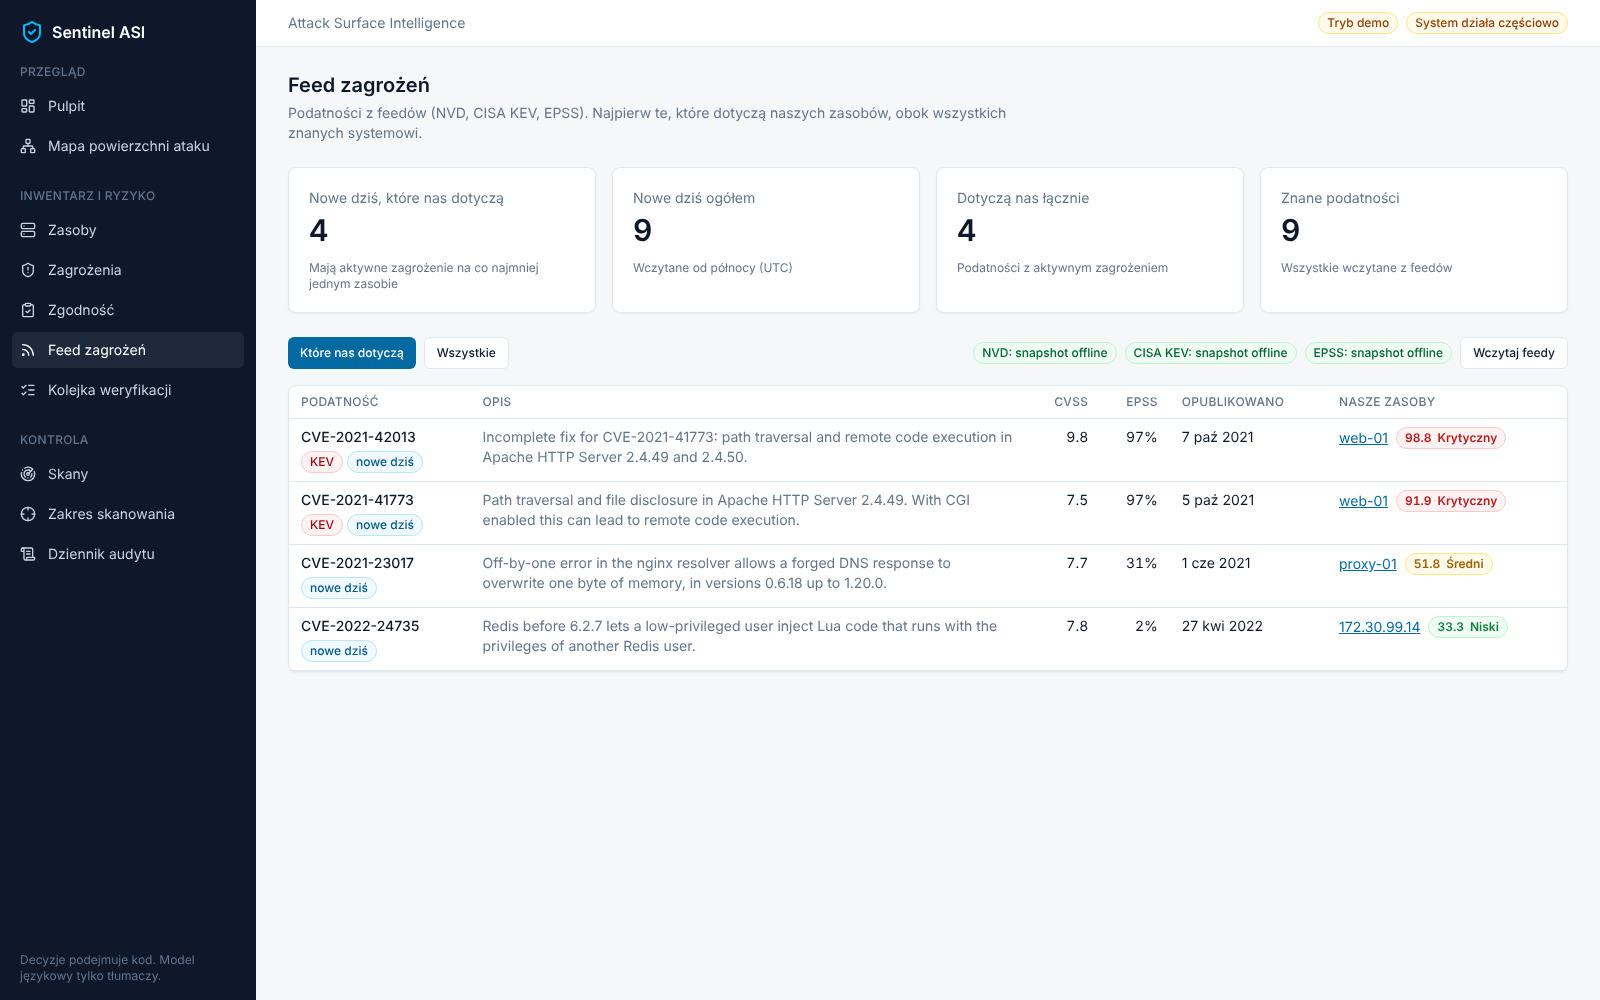 Sentinel ASI
PRZEGLĄD
Pulpit
Mapa powierzchni ataku
INWENTARZ I RYZYKO
Zasoby
Zagrożenia
Zgodność
Feed zagrożeń
Kolejka weryfikacji
KONTROLA
Skany
Zakres skanowania
Dziennik audytu
Decyzje podejmuje kod. Model
językowy tylko tłumaczy.
Attack Surface Intelligence
Tryb demo
System działa częściowo
Feed zagrożeń
Podatności z feedów (NVD, CISA KEV, EPSS). Najpierw te, które dotyczą naszych zasobów, obok wszystkich
znanych systemowi.
Nowe dziś, które nas dotyczą
4
Mają aktywne zagrożenie na co najmniej
jednym zasobie
Nowe dziś ogółem
9
Wczytane od północy (UTC)
Dotyczą nas łącznie
4
Podatności z aktywnym zagrożeniem
Znane podatności
9
Wszystkie wczytane z feedów
Które nas dotyczą
Wszystkie
NVD: snapshot offline
CISA KEV: snapshot offline
EPSS: snapshot offline
Wczytaj feedy
PODATNOŚĆ OPIS CVSS EPSS OPUBLIKOWANO NASZE ZASOBY
CVE-2021-42013 Incomplete fix for CVE-2021-41773: path traversal and remote code execution in 9.8 97% 7 paź 2021 web-01 98.8 Krytyczny
KEV nowe dziś Apache HTTP Server 2.4.49 and 2.4.50.
CVE-2021-41773 Path traversal and file disclosure in Apache HTTP Server 2.4.49. With CGI 7.5 97% 5 paź 2021 web-01 91.9 Krytyczny
KEV nowe dziś enabled this can lead to remote code execution.
CVE-2021-23017 Off-by-one error in the nginx resolver allows a forged DNS response to 7.7 31% 1 cze 2021 proxy-01 51.8 Średni
nowe dziś overwrite one byte of memory, in versions 0.6.18 up to 1.20.0.
CVE-2022-24735 Redis before 6.2.7 lets a low-privileged user inject Lua code that runs with the 7.8 2% 27 kwi 2022 172.30.99.14 33.3 Niski
nowe dziś privileges of another Redis user.